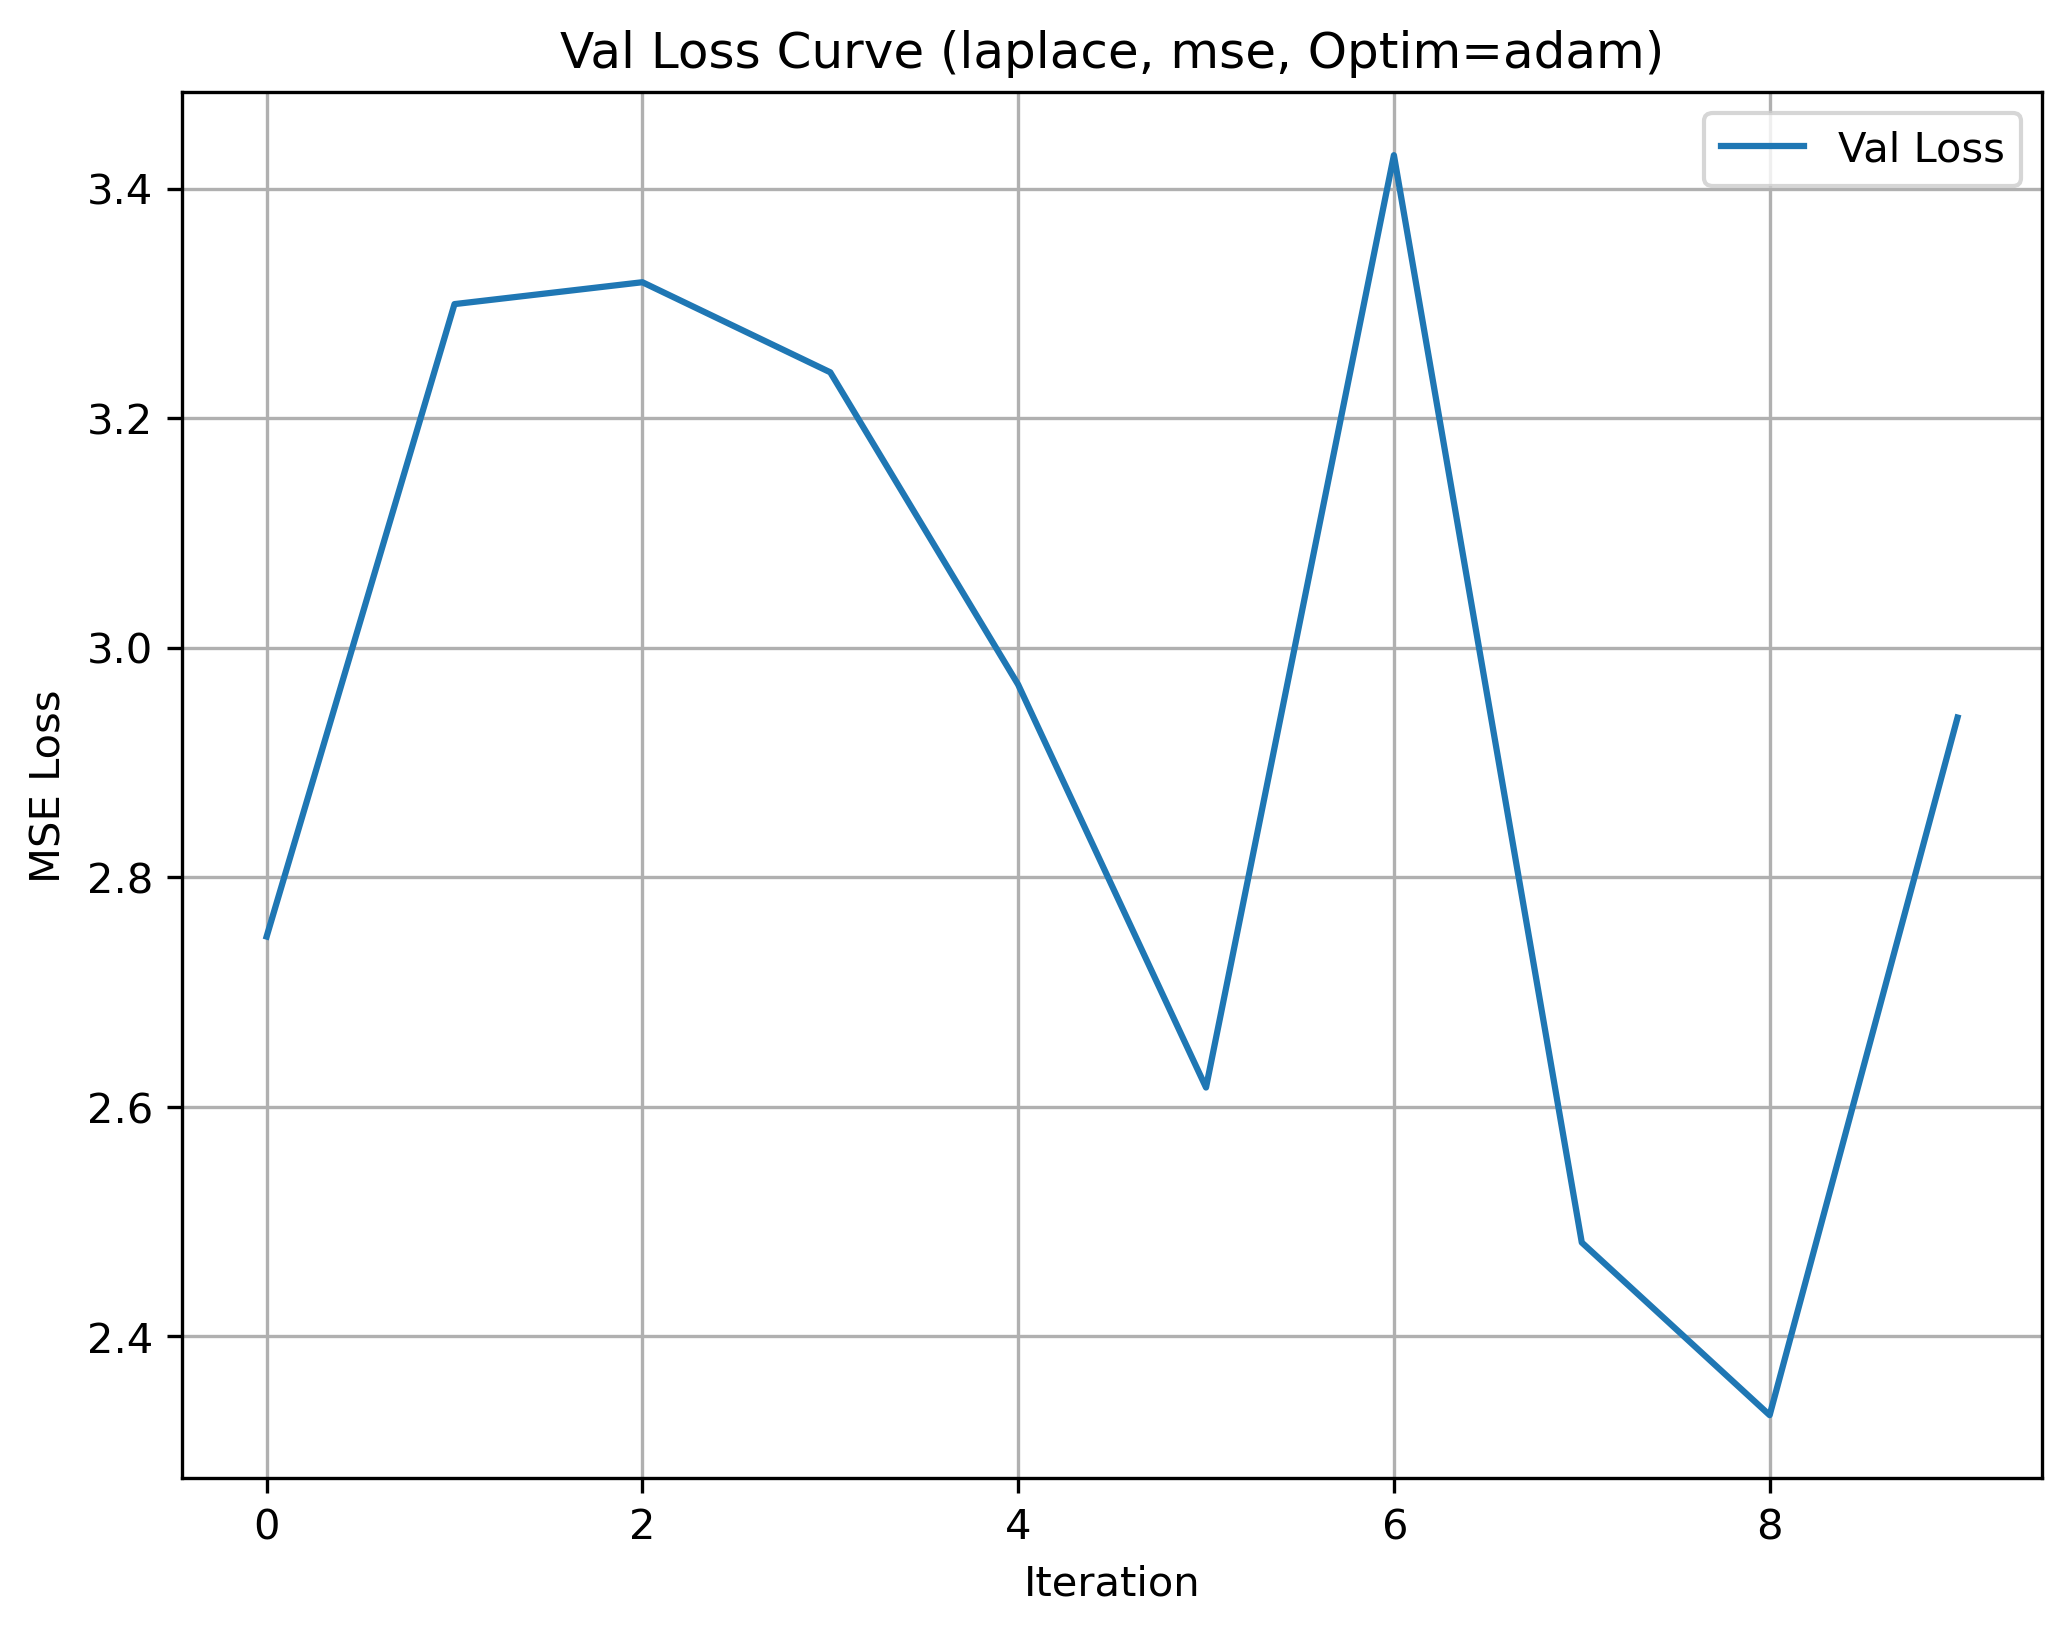 Val Loss Curve (laplace, mse, Optim=adam)
Val Loss
3.4
3.2
3.0
2.8
2.6
2.4
MSE Loss
0 2 4 6 8
Iteration